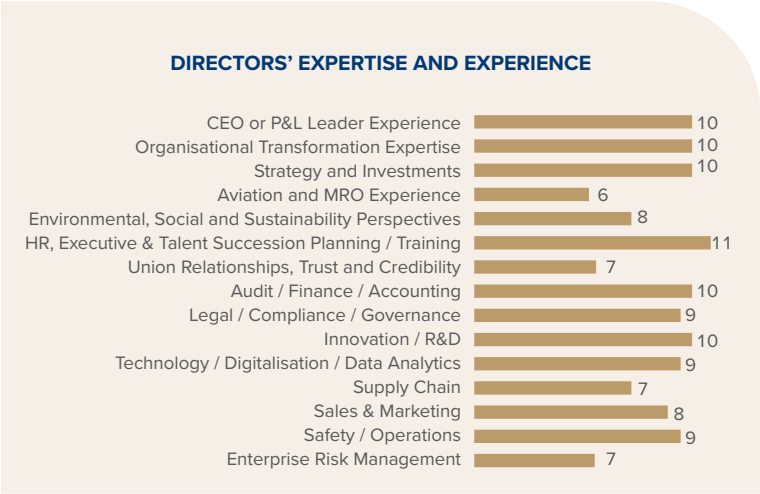 DIRECTORS’ EXPERTISE AND EXPERIENCE
CEO or P&L Leader Experience 10
Organisational Transformation Expertise 10
Strategy and Investments 10
Aviation and MRO Experience 6
Environmental, Social and Sustainability Perspectives 8
HR, Executive & Talent Succession Planning / Training 11
Union Relationships, Trust and Credibility 7
Audit / Finance / Accounting 10
Legal / Compliance / Governance 9
Innovation / R&D 10
Technology / Digitalisation / Data Analytics 9
Supply Chain 7
Sales & Marketing 8
Safety / Operations 9
Enterprise Risk Management 7